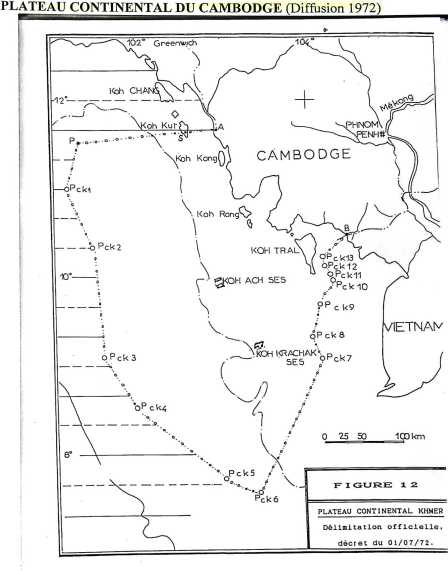 PLATEAU CONTINENTAL DU CAMBODGE (Diffusion 1972)
102° Greenwich
104°
Koh CHANG
12°
Mékong
Koh Kut
A
PHNOM
PENH
P
S
Koh Kong
CAMBODGE
Pck1
Koh Rong
B
Pck2
KOH TRAL
Pck13
Pck12
Pck11
Pck10
10°
KOH ACH SES
Pck9
VIETNAM
Pck8
KOH KRACHAK
SES
Pck7
Pck3
Pck4
0 25 50 100km
8°
Pck5
Pck6
FIGURE 12
PLATEAU CONTINENTAL KHMER
Délimitation officielle,
décret du 01/07/72.